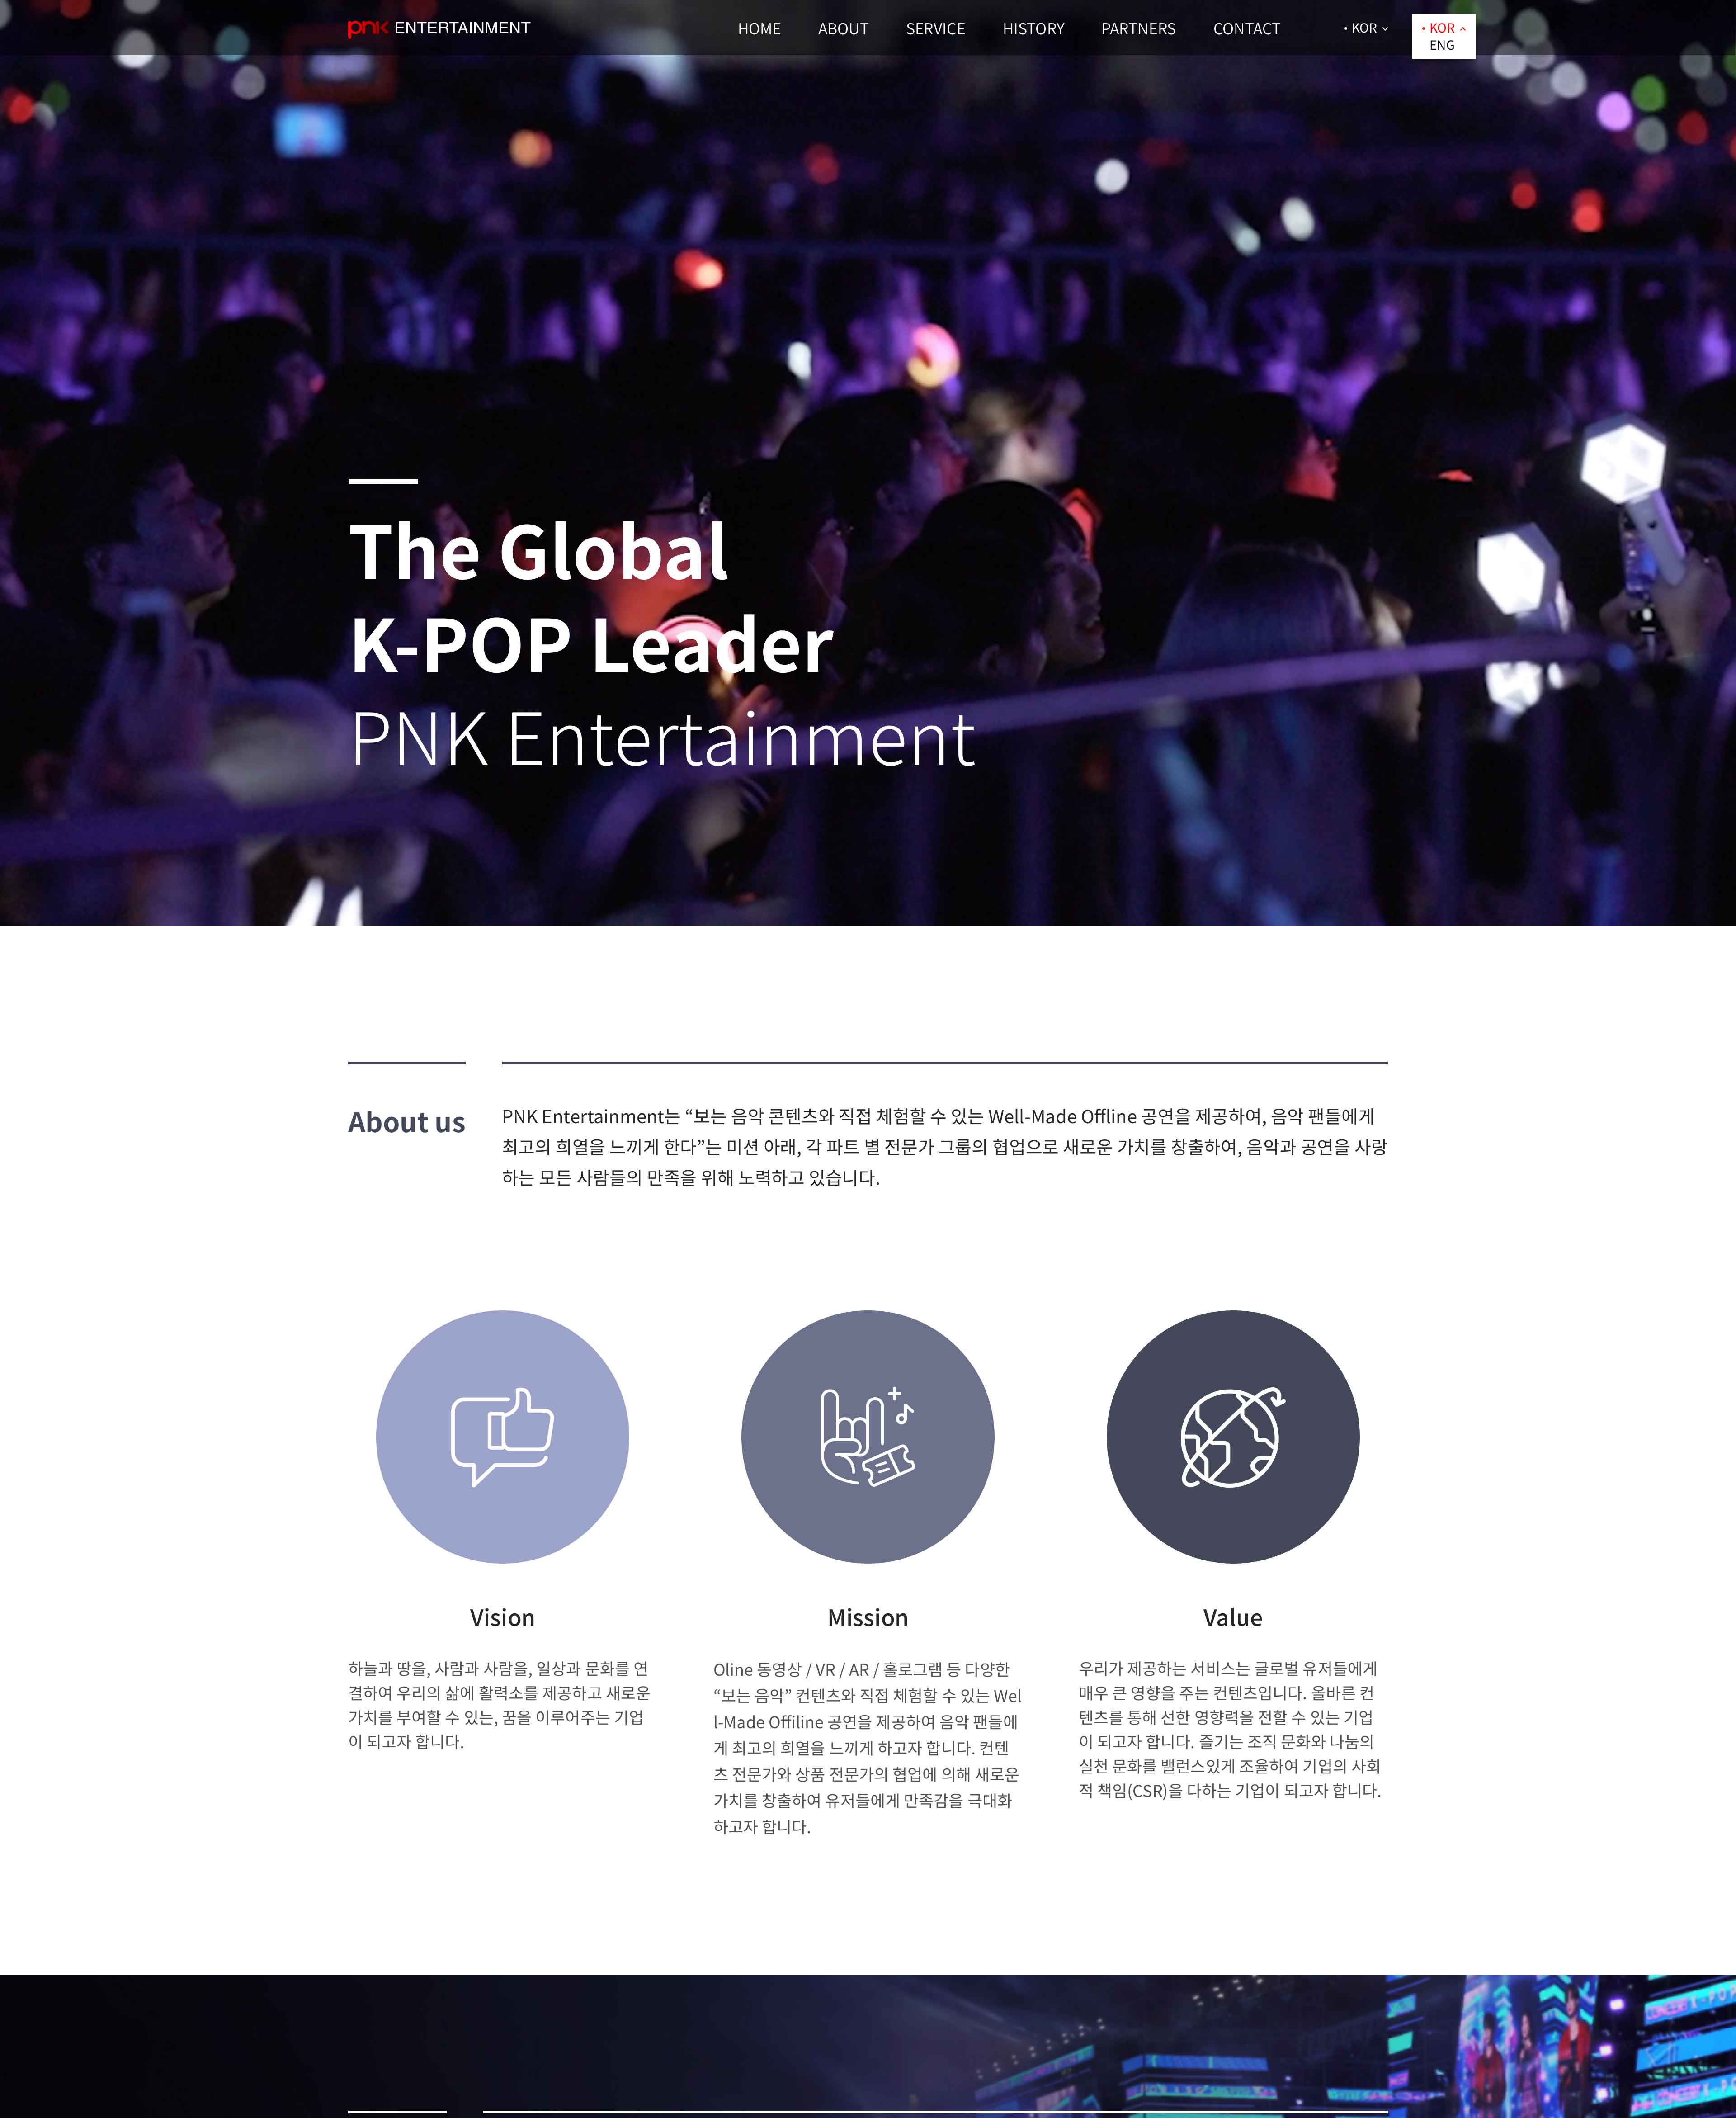 pnk ENTERTAINMENT
HOME ABOUT SERVICE HISTORY PARTNERS CONTACT
• KOR
• KOR
ENG
The Global
K-POP Leader
PNK Entertainment
About us
PNK Entertainment는 “보는 음악 콘텐츠와 직접 체험할 수 있는 Well-Made Offline 공연을 제공하여, 음악 팬들에게
최고의 희열을 느끼게 한다”는 미션 아래, 각 파트 별 전문가 그룹의 협업으로 새로운 가치를 창출하여, 음악과 공연을 사랑
하는 모든 사람들의 만족을 위해 노력하고 있습니다.
Vision
하늘과 땅을, 사람과 사람을, 일상과 문화를 연
결하여 우리의 삶에 활력소를 제공하고 새로운
가치를 부여할 수 있는, 꿈을 이루어주는 기업
이 되고자 합니다.
Mission
Oline 동영상 / VR / AR / 홀로그램 등 다양한
“보는 음악” 컨텐츠와 직접 체험할 수 있는 Wel
l-Made Offiline 공연을 제공하여 음악 팬들에
게 최고의 희열을 느끼게 하고자 합니다. 컨텐
츠 전문가와 상품 전문가의 협업에 의해 새로운
가치를 창출하여 유저들에게 만족감을 극대화
하고자 합니다.
Value
우리가 제공하는 서비스는 글로벌 유저들에게
매우 큰 영향을 주는 컨텐츠입니다. 올바른 컨
텐츠를 통해 선한 영향력을 전할 수 있는 기업
이 되고자 합니다. 즐기는 조직 문화와 나눔의
실천 문화를 밸런스있게 조율하여 기업의 사회
적 책임(CSR)을 다하는 기업이 되고자 합니다.